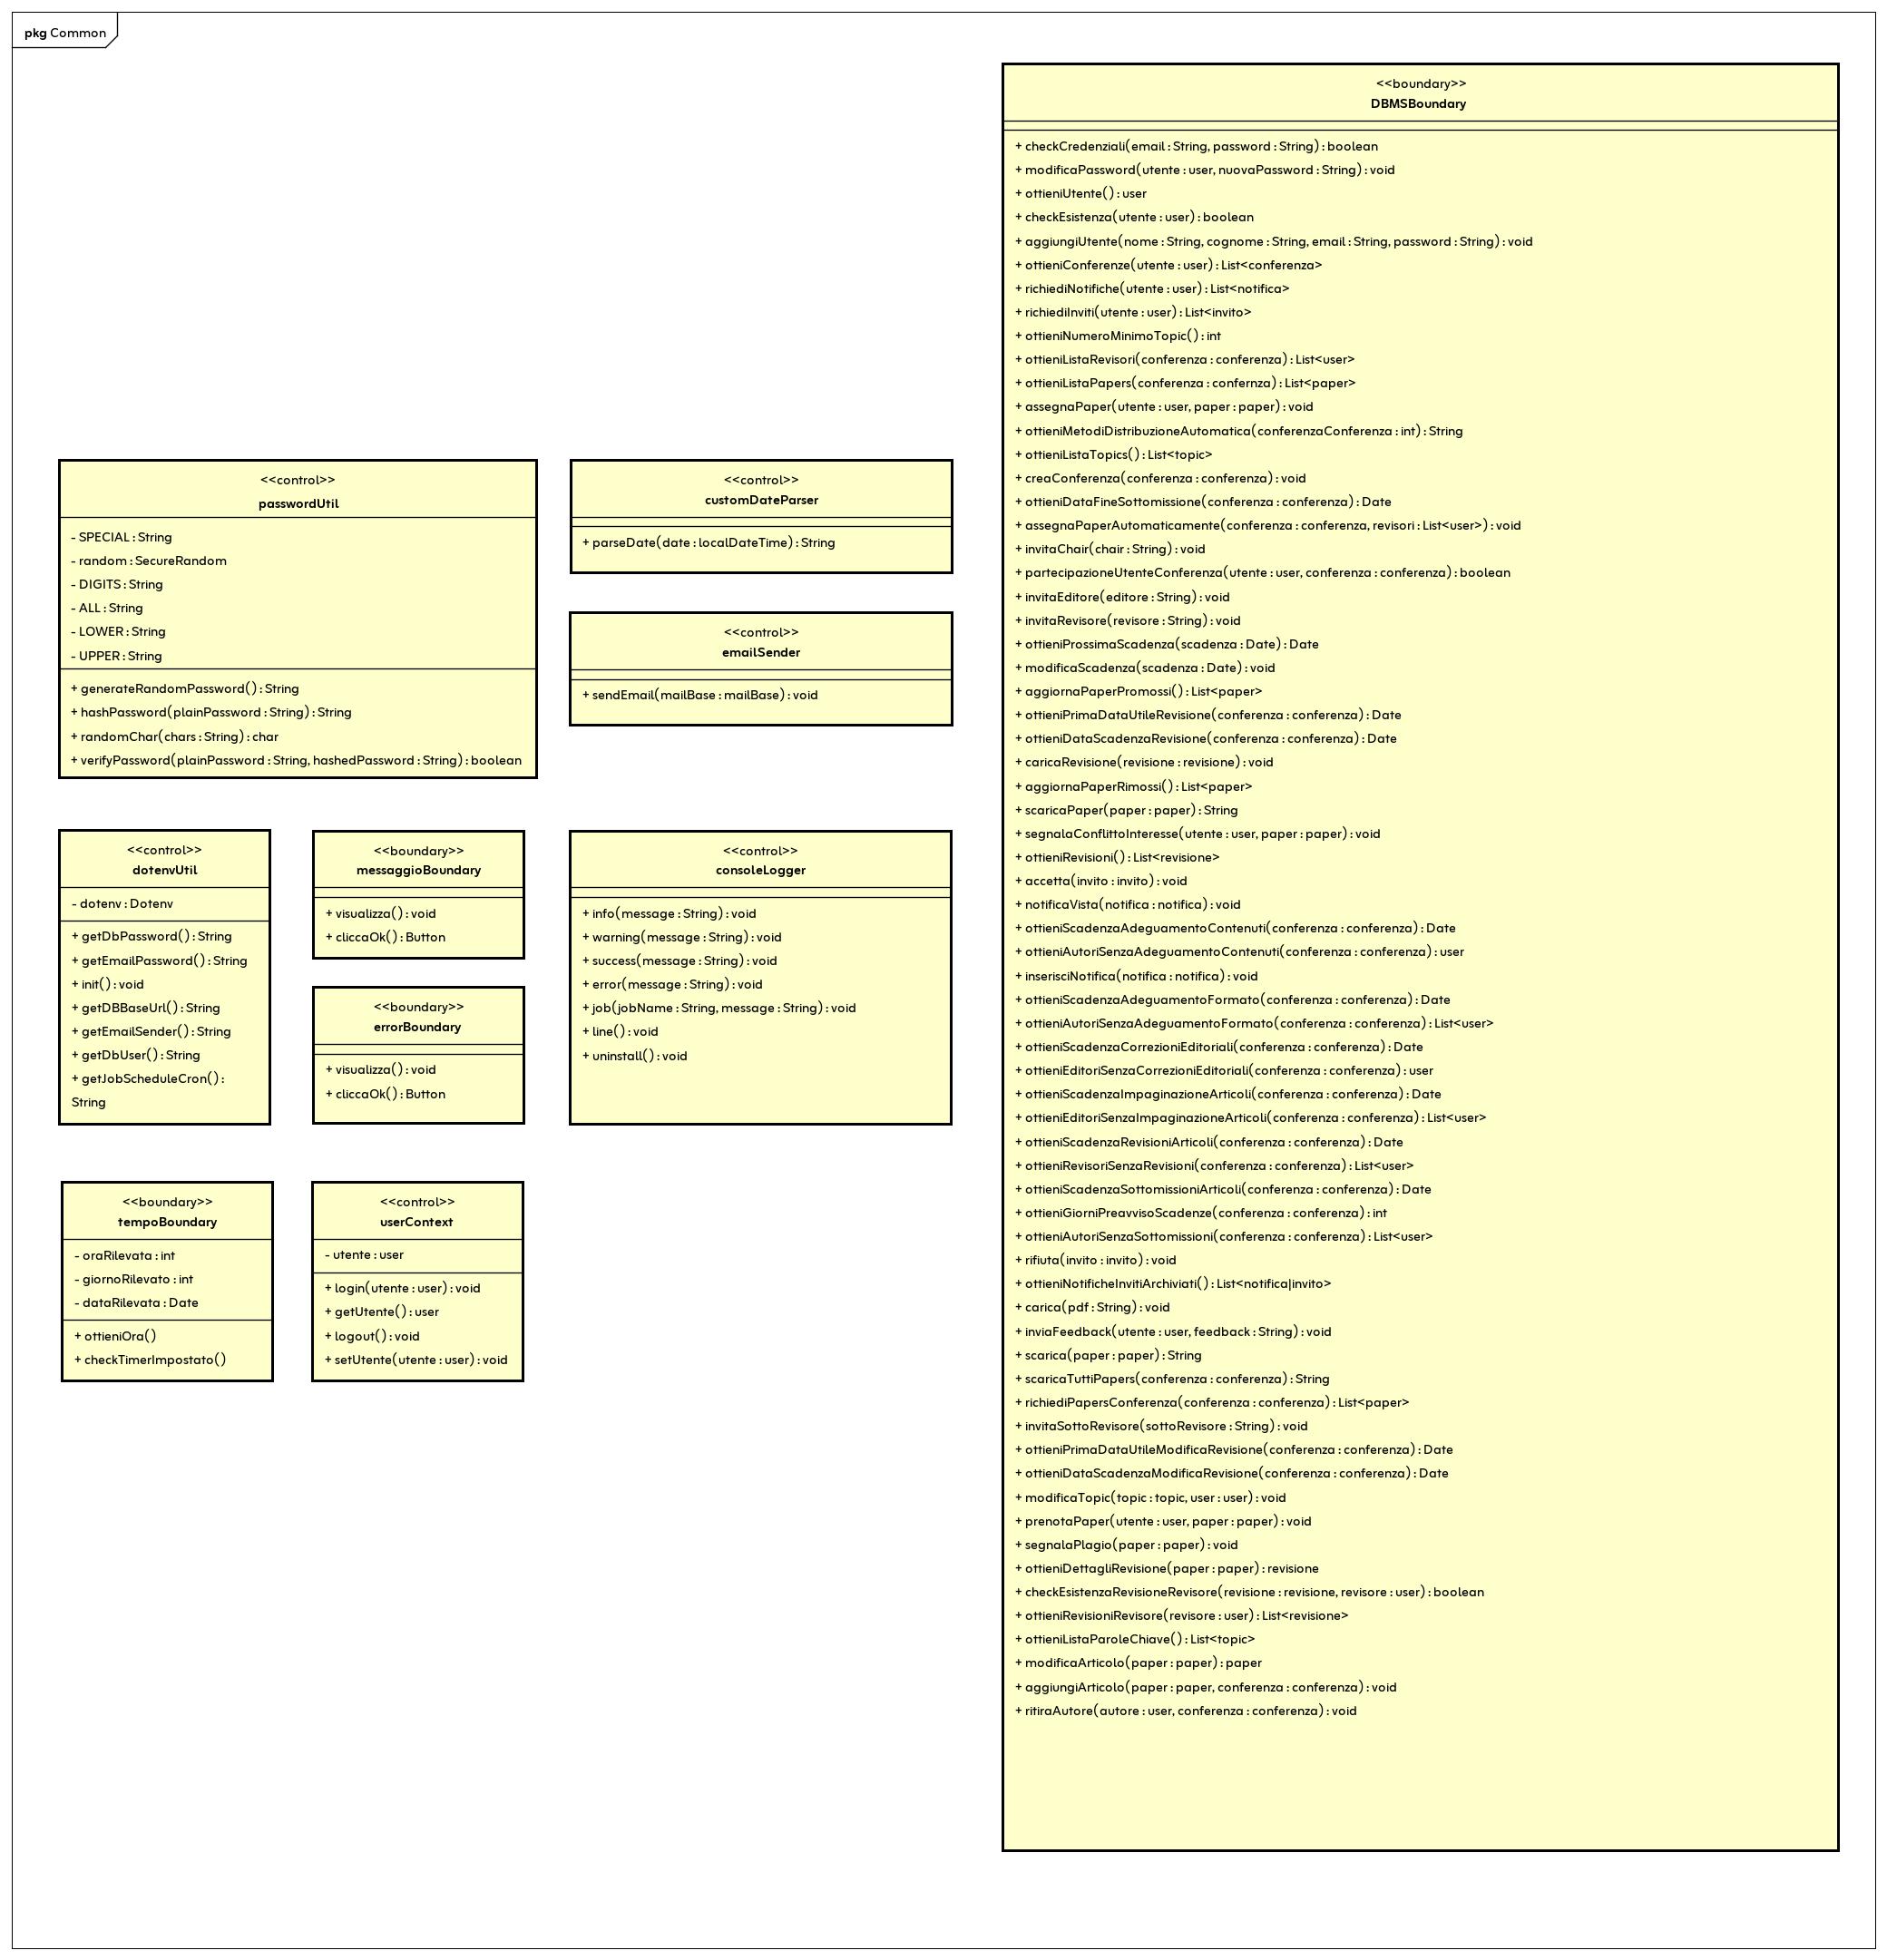 pkg Common
<<boundary>>
DBMSBoundary
+ checkCredenziali(email : String, password : String) : boolean
+ modificaPassword(utente : user, nuovaPassword : String) : void
+ ottieniUtente() : user
+ checkEsistenza(utente : user) : boolean
+ aggiungiUtente(nome : String, cognome : String, email : String, password : String) : void
+ ottieniConferenze(utente : user) : List<conferenza>
+ richiediNotifiche(utente : user) : List<notifica>
+ richiediInviti(utente : user) : List<invito>
+ ottieniNumeroMinimoTopic() : int
+ ottieniListaRevisori(conferenza : conferenza) : List<user>
+ ottieniListaPapers(conferenza : confernza) : List<paper>
+ assegnaPaper(utente : user, paper : paper) : void
+ ottieniMetodiDistribuzioneAutomatica(conferenzaConferenza : int) : String
+ ottieniListaTopics() : List<topic>
+ creaConferenza(conferenza : conferenza) : void
+ ottieniDataFineSottomissione(conferenza : conferenza) : Date
+ assegnaPaperAutomaticamente(conferenza : conferenza, revisori : List<user>) : void
+ invitaChair(chair : String) : void
+ partecipazioneUtenteConferenza(utente : user, conferenza : conferenza) : boolean
+ invitaEditore(editore : String) : void
+ invitaRevisore(revisore : String) : void
+ ottieniProssimaScadenza(scadenza : Date) : Date
+ modificaScadenza(scadenza : Date) : void
+ aggiornaPaperPromossi() : List<paper>
+ ottieniPrimaDataUtileRevisione(conferenza : conferenza) : Date
+ ottieniDataScadenzaRevisione(conferenza : conferenza) : Date
+ caricaRevisione(revisione : revisione) : void
+ aggiornaPaperRimossi() : List<paper>
+ scaricaPaper(paper : paper) : String
+ segnalaConflittoInteresse(utente : user, paper : paper) : void
+ ottieniRevisioni() : List<revisione>
+ accetta(invito : invito) : void
+ notificaVista(notifica : notifica) : void
+ ottieniScadenzaAdeguamentoContenuti(conferenza : conferenza) : Date
+ ottieniAutoriSenzaAdeguamentoContenuti(conferenza : conferenza) : user
+ inserisciNotifica(notifica : notifica) : void
+ ottieniScadenzaAdeguamentoFormato(conferenza : conferenza) : Date
+ ottieniAutoriSenzaAdeguamentoFormato(conferenza : conferenza) : List<user>
+ ottieniScadenzaCorrezioniEditoriali(conferenza : conferenza) : Date
+ ottieniEditoriSenzaCorrezioniEditoriali(conferenza : conferenza) : user
+ ottieniScadenzaImpaginazioneArticoli(conferenza : conferenza) : Date
+ ottieniEditoriSenzaImpaginazioneArticoli(conferenza : conferenza) : List<user>
+ ottieniScadenzaRevisioniArticoli(conferenza : conferenza) : Date
+ ottieniRevisoriSenzaRevisioni(conferenza : conferenza) : List<user>
+ ottieniScadenzaSottomissioniArticoli(conferenza : conferenza) : Date
+ ottieniGiorniPreavvisoScadenze(conferenza : conferenza) : int
+ ottieniAutoriSenzaSottomissioni(conferenza : conferenza) : List<user>
+ rifiuta(invito : invito) : void
+ ottieniNotificheInvitiArchiviati() : List<notifica|invito>
+ carica(pdf : String) : void
+ inviaFeedback(utente : user, feedback : String) : void
+ scarica(paper : paper) : String
+ scaricaTuttiPapers(conferenza : conferenza) : String
+ richiediPapersConferenza(conferenza : conferenza) : List<paper>
+ invitaSottoRevisore(sottoRevisore : String) : void
+ ottieniPrimaDataUtileModificaRevisione(conferenza : conferenza) : Date
+ ottieniDataScadenzaModificaRevisione(conferenza : conferenza) : Date
+ modificaTopic(topic : topic, user : user) : void
+ prenotaPaper(utente : user, paper : paper) : void
+ segnalaPlagio(paper : paper) : void
+ ottieniDettagliRevisione(paper : paper) : revisione
+ checkEsistenzaRevisioneRevisore(revisione : revisione, revisore : user) : boolean
+ ottieniRevisioniRevisore(revisore : user) : List<revisione>
+ ottieniListaParoleChiave() : List<topic>
+ modificaArticolo(paper : paper) : paper
+ aggiungiArticolo(paper : paper, conferenza : conferenza) : void
+ ritiraAutore(autore : user, conferenza : conferenza) : void
<<control>>
passwordUtil
- SPECIAL : String
- random : SecureRandom
- DIGITS : String
- ALL : String
- LOWER : String
- UPPER : String
+ generateRandomPassword() : String
+ hashPassword(plainPassword : String) : String
+ randomChar(chars : String) : char
+ verifyPassword(plainPassword : String, hashedPassword : String) : boolean
<<control>>
customDateParser
+ parseDate(date : localDateTime) : String
<<control>>
emailSender
+ sendEmail(mailBase : mailBase) : void
<<control>>
dotenvUtil
- dotenv : Dotenv
+ getDbPassword() : String
+ getEmailPassword() : String
+ init() : void
+ getDBBaseUrl() : String
+ getEmailSender() : String
+ getDbUser() : String
+ getJobScheduleCron() :
String
<<boundary>>
messaggioBoundary
+ visualizza() : void
+ cliccaOk() : Button
<<boundary>>
errorBoundary
+ visualizza() : void
+ cliccaOk() : Button
<<control>>
consoleLogger
+ info(message : String) : void
+ warning(message : String) : void
+ success(message : String) : void
+ error(message : String) : void
+ job(jobName : String, message : String) : void
+ line() : void
+ uninstall() : void
<<boundary>>
tempoBoundary
- oraRilevata : int
- giornoRilevato : int
- dataRilevata : Date
+ ottieniOra()
+ checkTimerImpostato()
<<control>>
userContext
- utente : user
+ login(utente : user) : void
+ getUtente() : user
+ logout() : void
+ setUtente(utente : user) : void